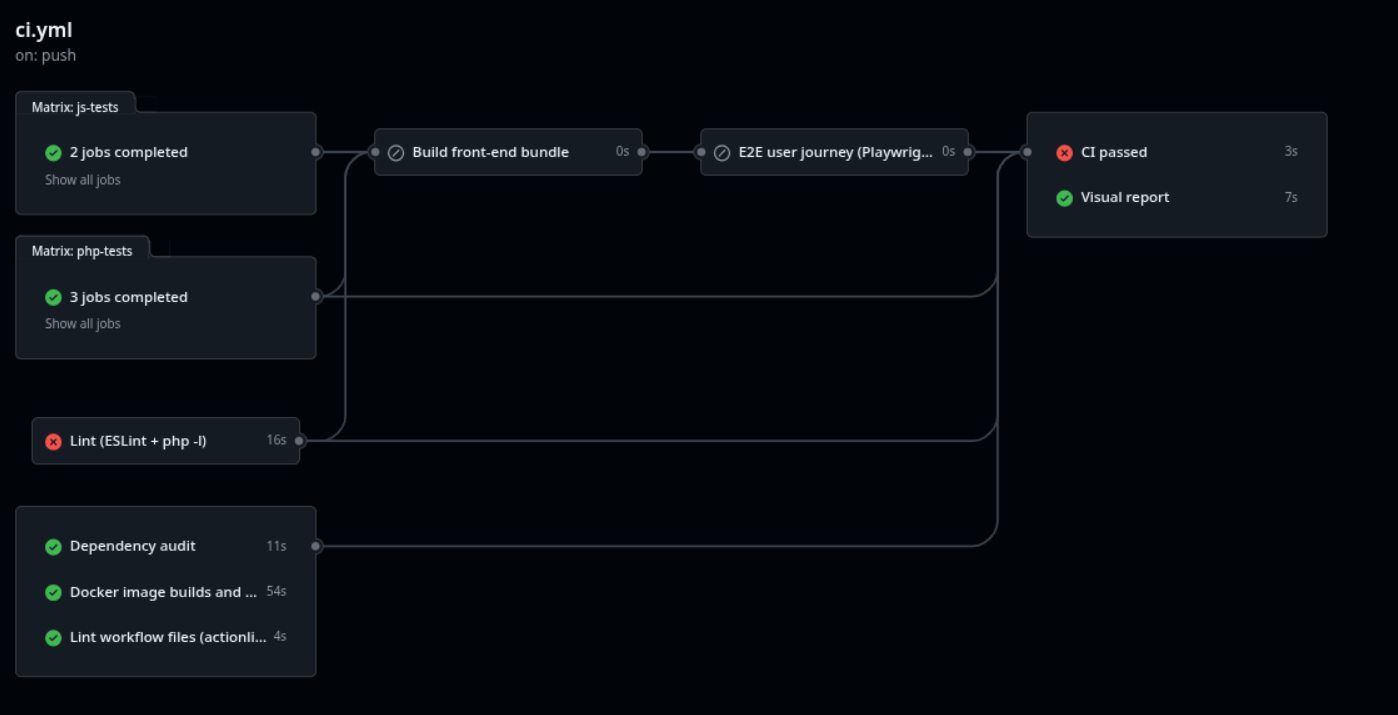 ci.yml
on: push
Matrix: js-tests
2 jobs completed
Show all jobs
Build front-end bundle 0s
E2E user journey (Playwrig... 0s
CI passed 3s
Visual report 7s
Matrix: php-tests
3 jobs completed
Show all jobs
Lint (ESLint + php -l) 16s
Dependency audit 11s
Docker image builds and ... 54s
Lint workflow files (actionli... 4s